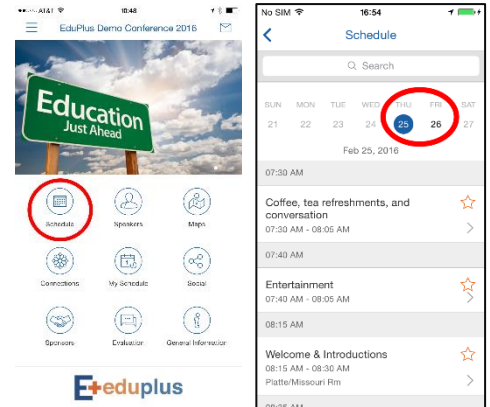 AT&T
10:48
EduPlus Demo Conference 2016
Education
Just Ahead
Schedule
Speakers
Maps
Connections
My Schedule
Social
Sponsors
Evaluation
General Information
E+eduplus
No SIM
16:54
Schedule
Search
SUN MON TUE WED THU FRI SAT
21 22 23 24 25 26 27
Feb 25, 2016
07:30 AM
Coffee, tea refreshments, and
conversation
07:30 AM - 08:05 AM
07:40 AM
Entertainment
07:40 AM - 08:05 AM
08:15 AM
Welcome & Introductions
08:15 AM - 08:30 AM
Platte/Missouri Rm